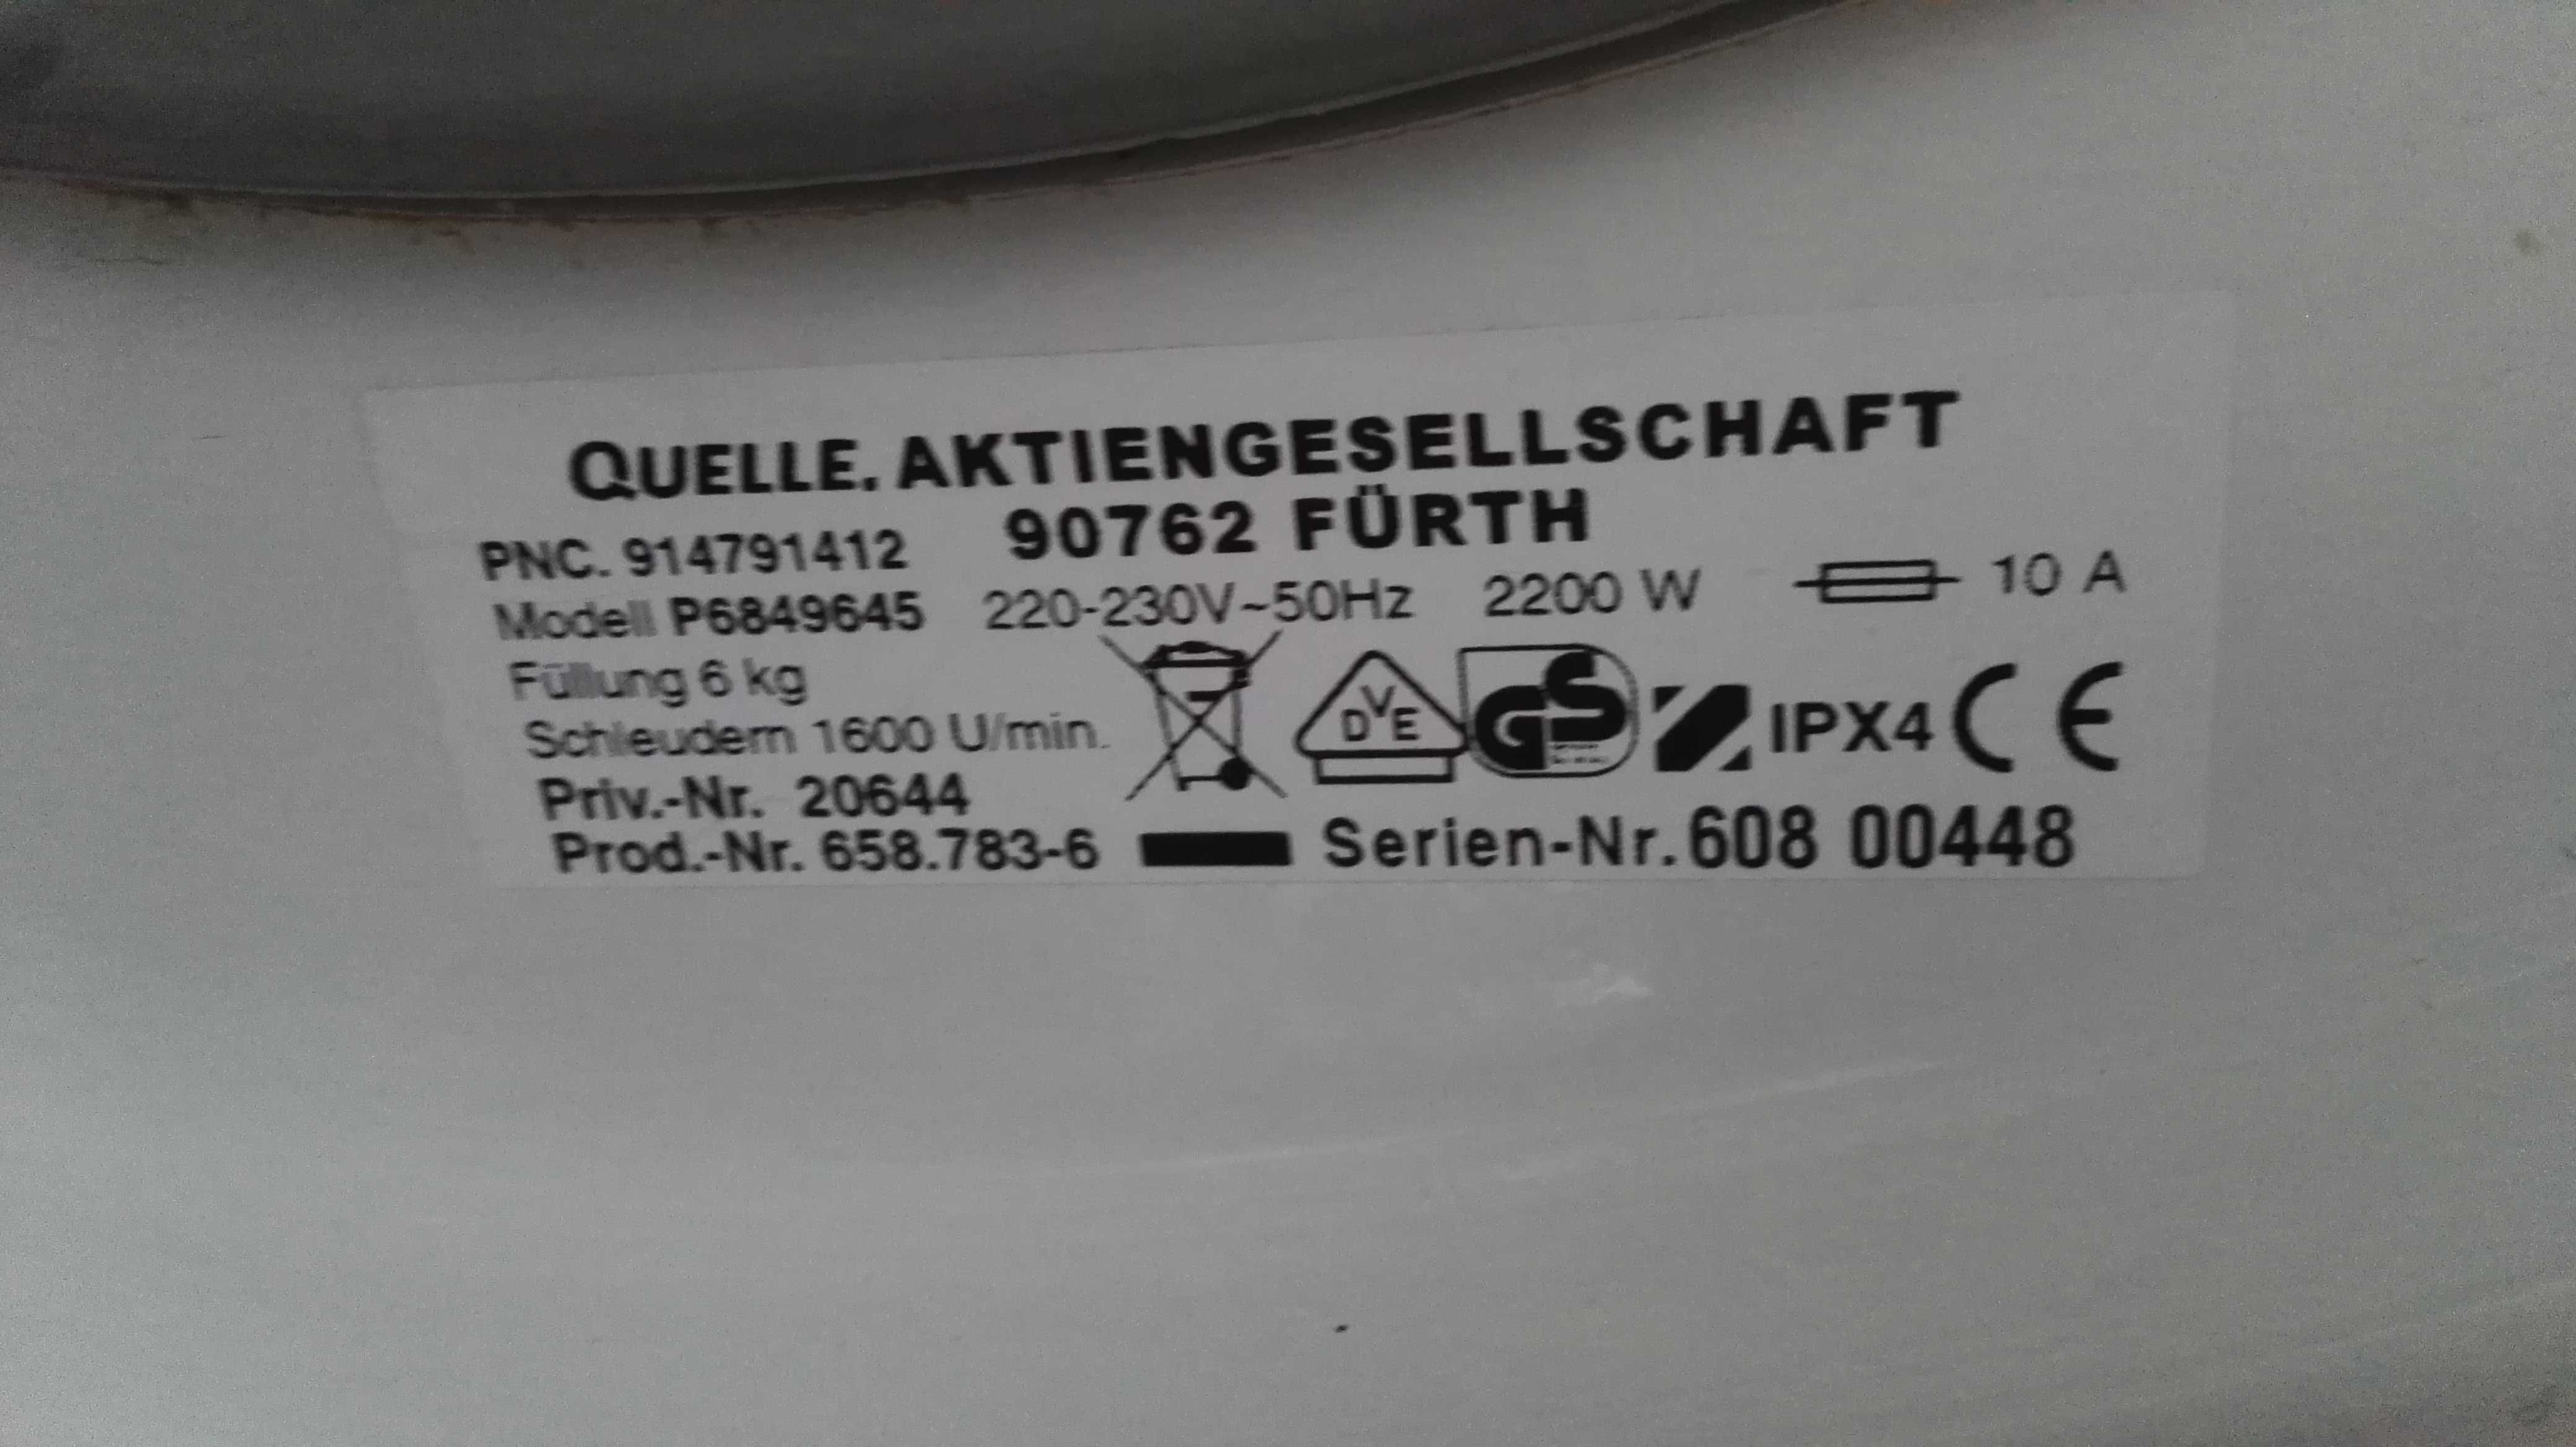 QUELLE. AKTIENGESELLSCHAFT
90762 FÜRTH
PNC. 914791412
Modell P6849645 220-230V~50Hz 2200 W 10 A
Füllung 6 kg
Schleudern 1600 U/min.
DVE GS IPX4 CE
Priv.-Nr. 20644
Prod.-Nr. 658.783-6 Serien-Nr. 608 00448